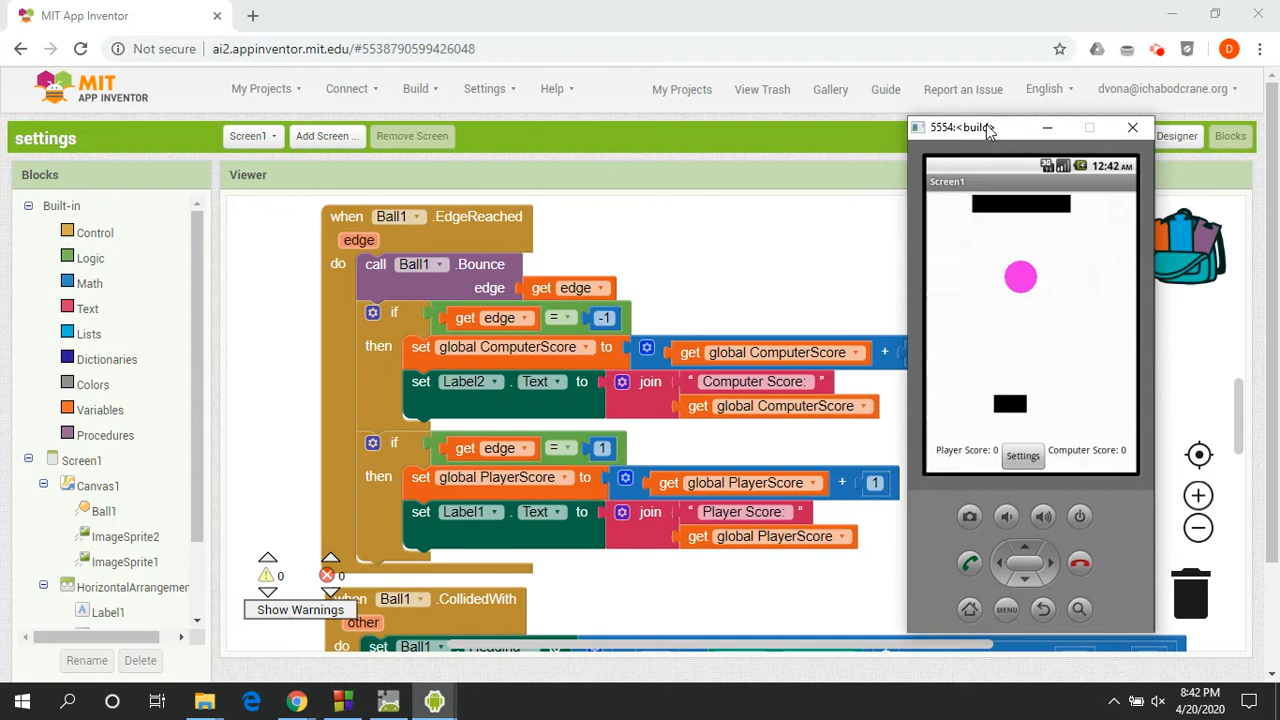 MIT App Inventor
Not secure
ai2.appinventor.mit.edu/#5538790599426048
D
MIT
APP INVENTOR
My Projects
Connect
Build
Settings
Help
My Projects
View Trash
Gallery
Guide
Report an Issue
English
dvona@ichabodcrane.org
settings
Screen1
Add Screen ...
Remove Screen
Designer
Blocks
Blocks
Built-in
Control
Logic
Math
Text
Lists
Dictionaries
Colors
Variables
Procedures
Screen1
Canvas1
Ball1
ImageSprite2
ImageSprite1
HorizontalArrangemen
Label1
Rename
Delete
Viewer
when Ball1 .EdgeReached
edge
do call Ball1 .Bounce
edge get edge
if get edge = -1
then set global ComputerScore to get global ComputerScore +
set Label2 . Text to join " Computer Score: "
get global ComputerScore
if get edge = 1
then set global PlayerScore to get global PlayerScore + 1
set Label1 . Text to join " Player Score: "
get global PlayerScore
0
0
Show Warnings
when Ball1 .CollidedWith
other
do set Ball1 . Heading to
5554:<build>
3G
12:42 AM
Screen1
Player Score: 0
Settings
Computer Score: 0
MENU
8:42 PM
4/20/2020